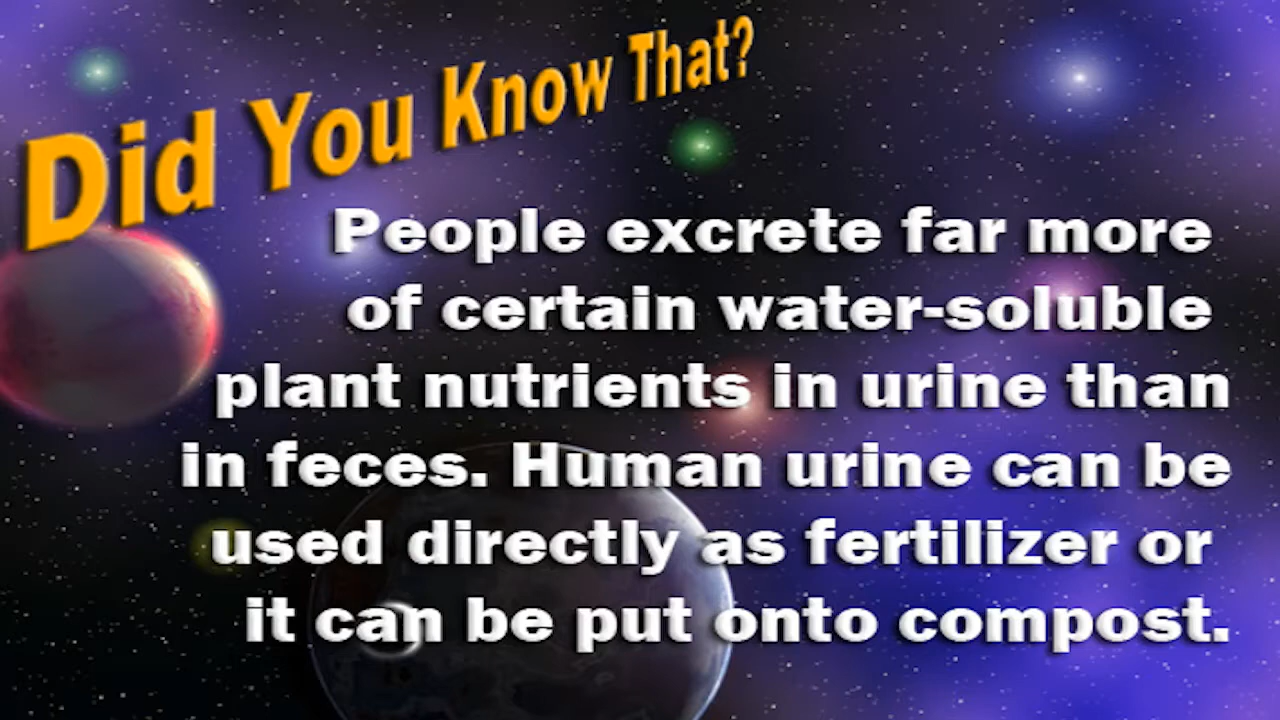 Did You Know That?
People excrete far more
of certain water-soluble
plant nutrients in urine than
in feces. Human urine can be
used directly as fertilizer or
it can be put onto compost.